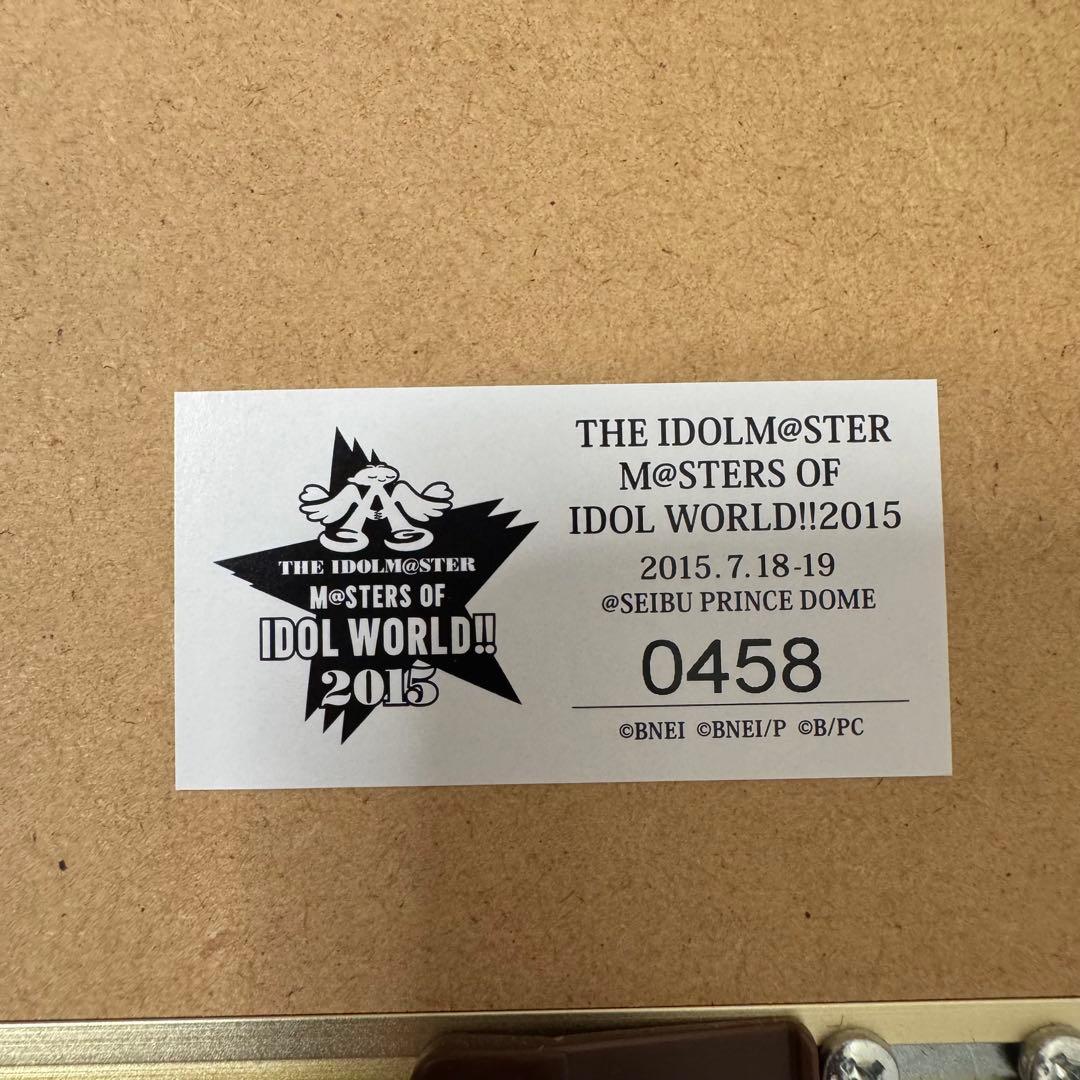 THE IDOLM@STER
M@STERS OF
IDOL WORLD!!
2015
THE IDOLM@STER
M@STERS OF
IDOL WORLD!!2015
2015.7.18-19
@SEIBU PRINCE DOME
0458
©BNEI ©BNEI/P ©B/PC